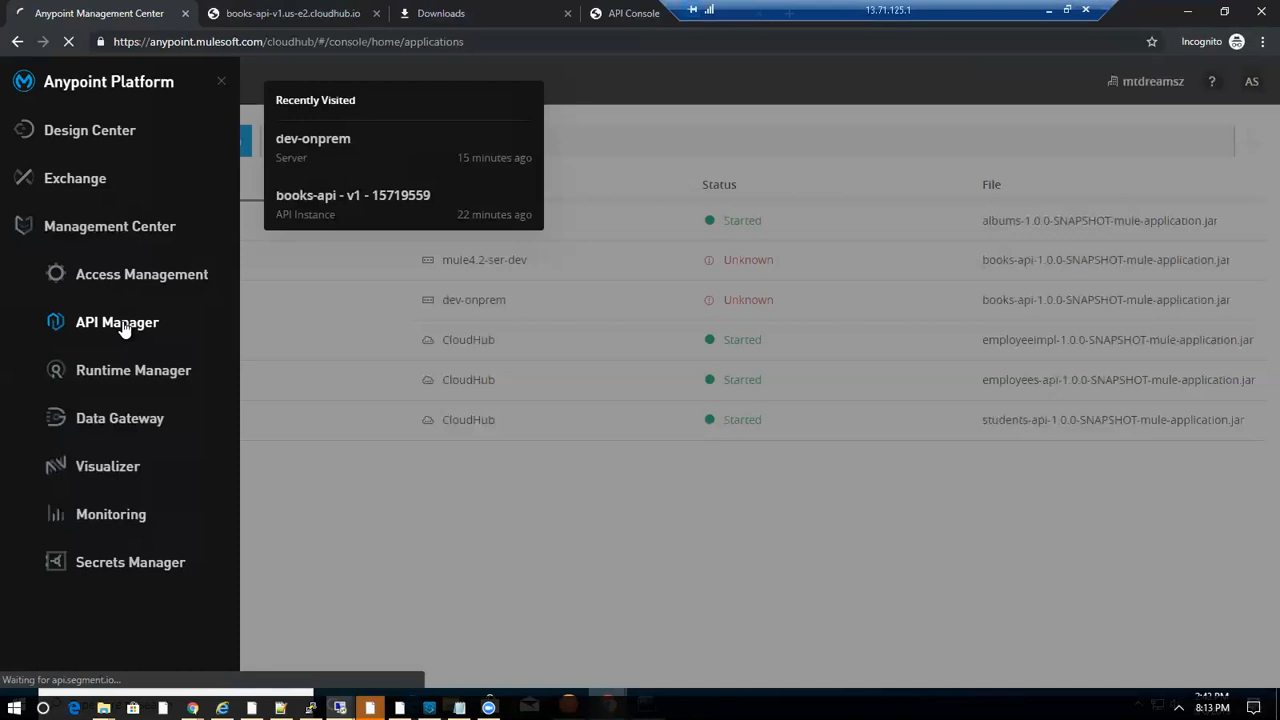 Anypoint Management Center
books-api-v1.us-e2.cloudhub.io
Downloads
API Console
13.71.125.1
https://anypoint.mulesoft.com/cloudhub/#/console/home/applications
Incognito
Anypoint Platform
mtdreamsz
?
AS
Recently Visited
dev-onprem
Server
15 minutes ago
books-api - v1 - 15719559
API Instance
22 minutes ago
Design Center
Exchange
Management Center
Access Management
API Manager
Runtime Manager
Data Gateway
Visualizer
Monitoring
Secrets Manager
Status
File
Started
albums-1.0.0-SNAPSHOT-mule-application.jar
mule4.2-ser-dev
Unknown
books-api-1.0.0-SNAPSHOT-mule-application.jar
dev-onprem
Unknown
books-api-1.0.0-SNAPSHOT-mule-application.jar
CloudHub
Started
employeeimpl-1.0.0-SNAPSHOT-mule-application.jar
CloudHub
Started
employees-api-1.0.0-SNAPSHOT-mule-application.jar
CloudHub
Started
students-api-1.0.0-SNAPSHOT-mule-application.jar
Waiting for api.segment.io...
8:13 PM